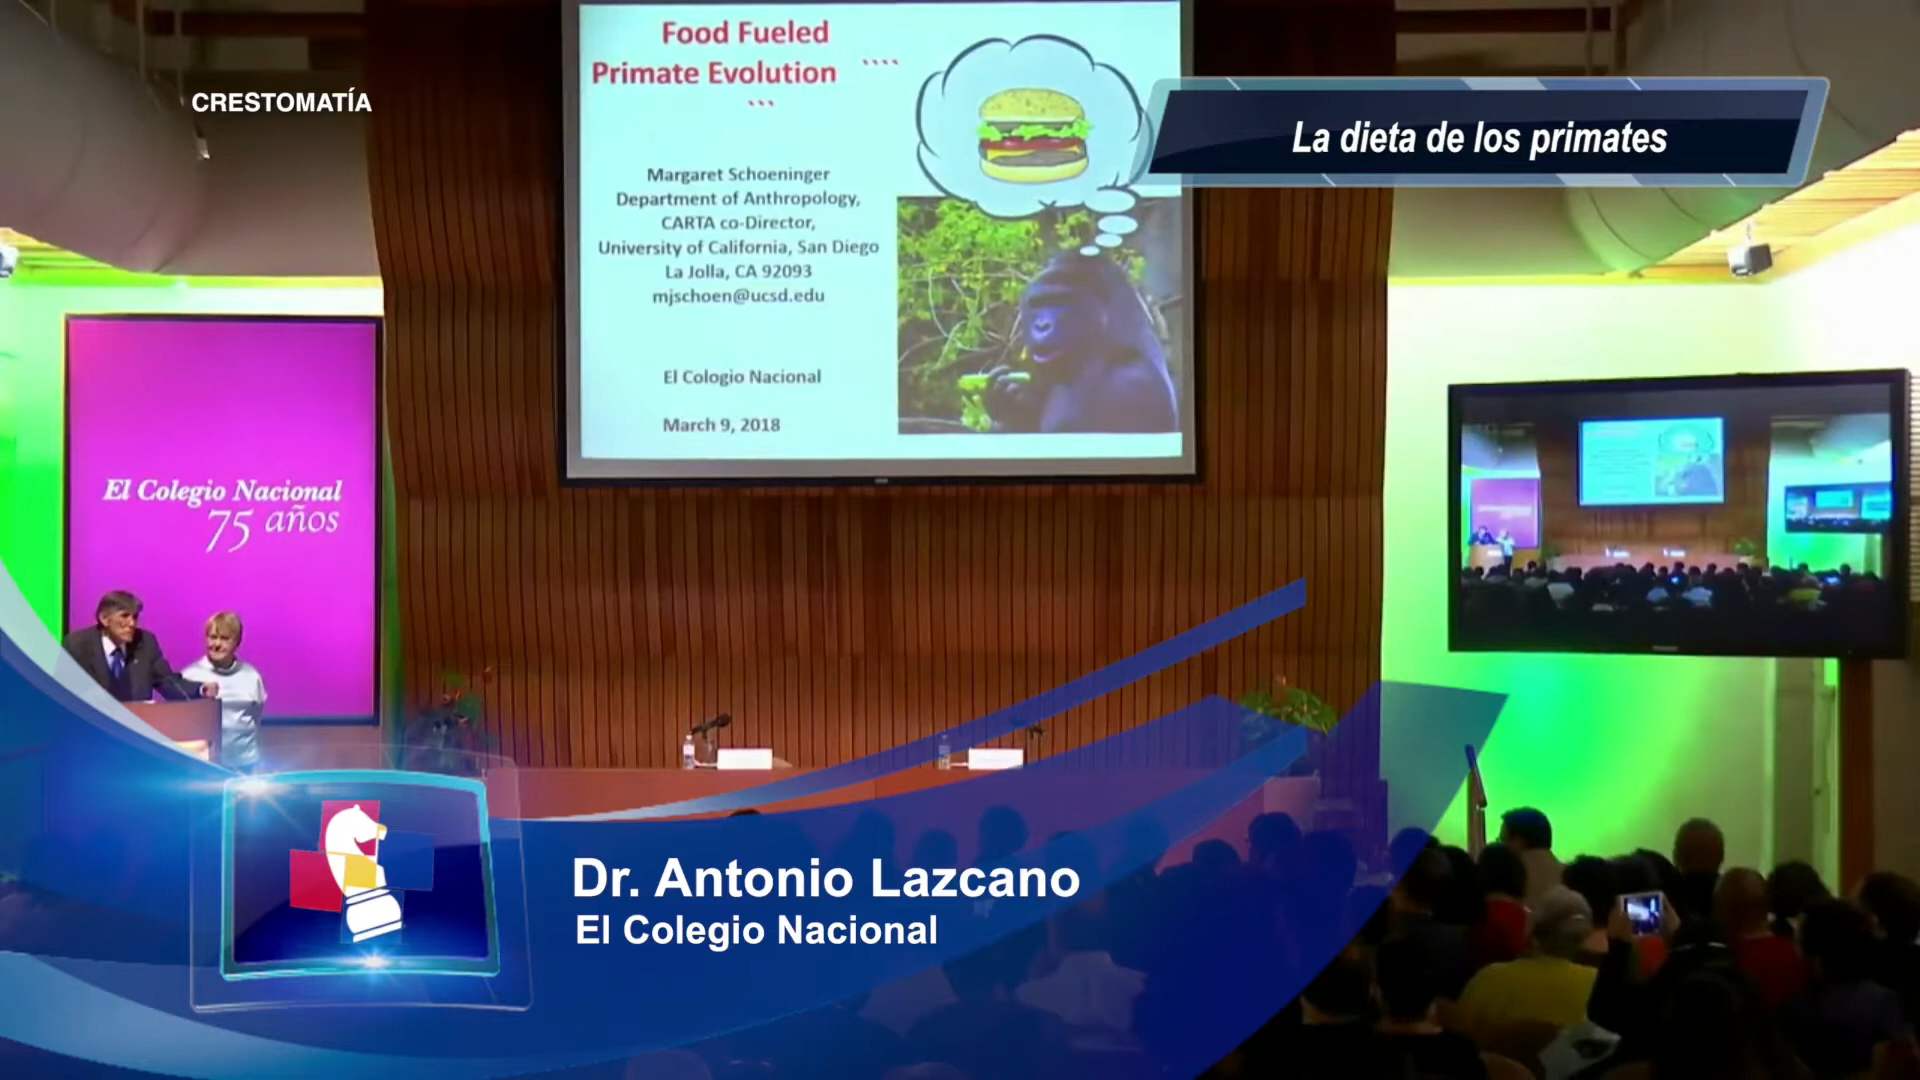 CRESTOMATÍA
Food Fueled
Primate Evolution
Margaret Schoeninger
Department of Anthropology,
CARTA co-Director,
University of California, San Diego
La Jolla, CA 92093
mjschoen@ucsd.edu
El Cologio Nacional
March 9, 2018
La dieta de los primates
El Colegio Nacional
75 años
Dr. Antonio Lazcano
El Colegio Nacional